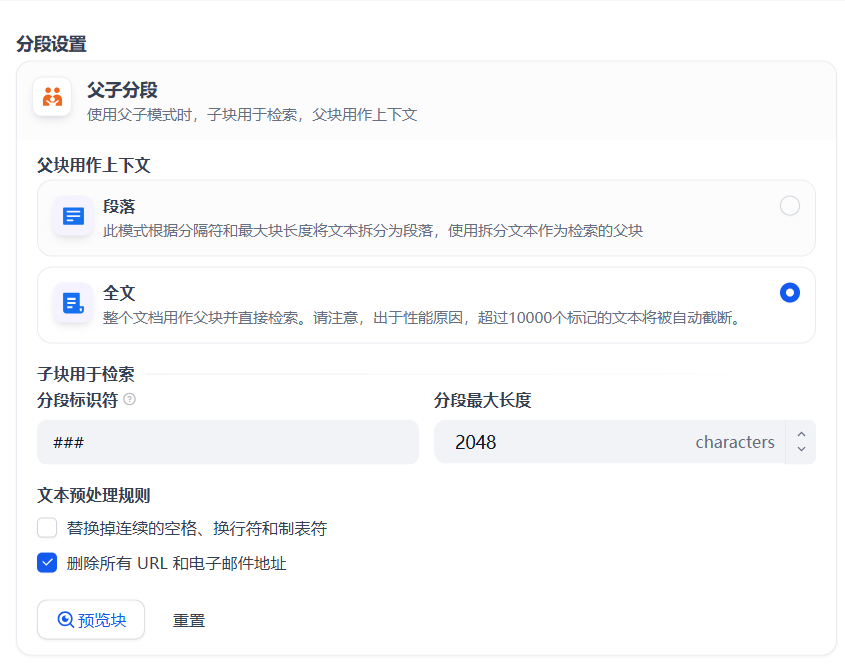 分段设置
父子分段
使用父子模式时，子块用于检索，父块用作上下文
父块用作上下文
段落
此模式根据分隔符和最大块长度将文本拆分为段落，使用拆分文本作为检索的父块
全文
整个文档用作父块并直接检索。请注意，出于性能原因，超过10000个标记的文本将被自动截断。
子块用于检索
分段标识符 ?
分段最大长度
###
2048 characters
文本预处理规则
替换掉连续的空格、换行符和制表符
删除所有 URL 和电子邮件地址
预览块
重置